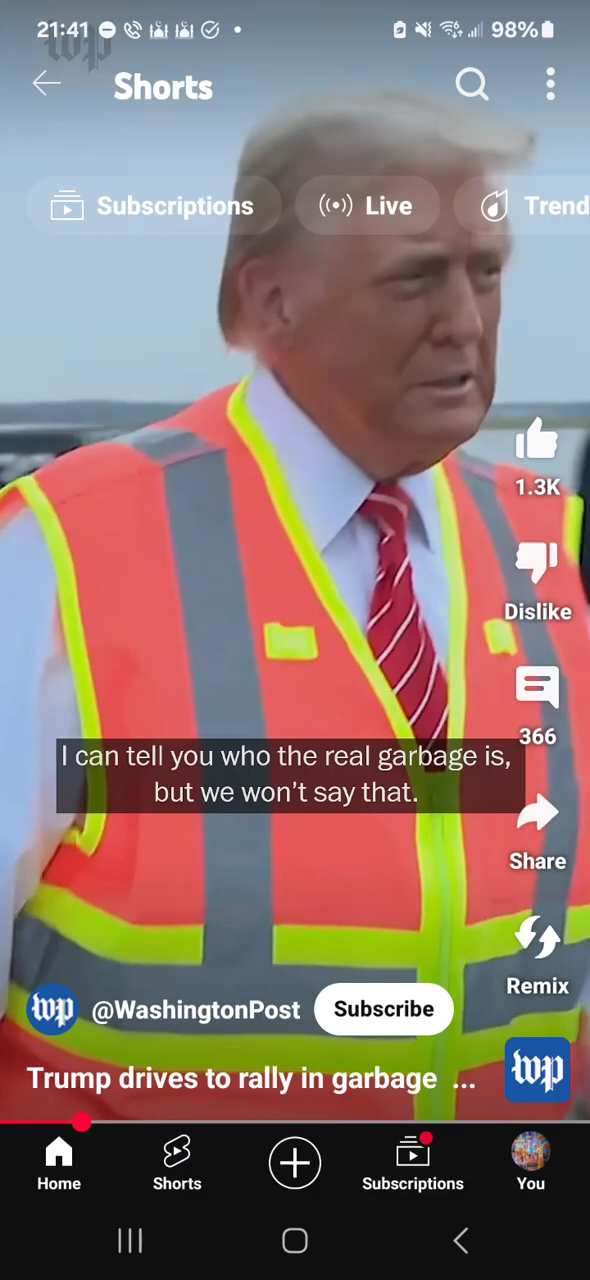 21:41 98%
wp
Shorts
Subscriptions Live Trend
1.3K
Dislike
366
I can tell you who the real garbage is,
but we won't say that.
Share
Remix
wp @WashingtonPost Subscribe
Trump drives to rally in garbage ...
wp
Home Shorts Subscriptions You